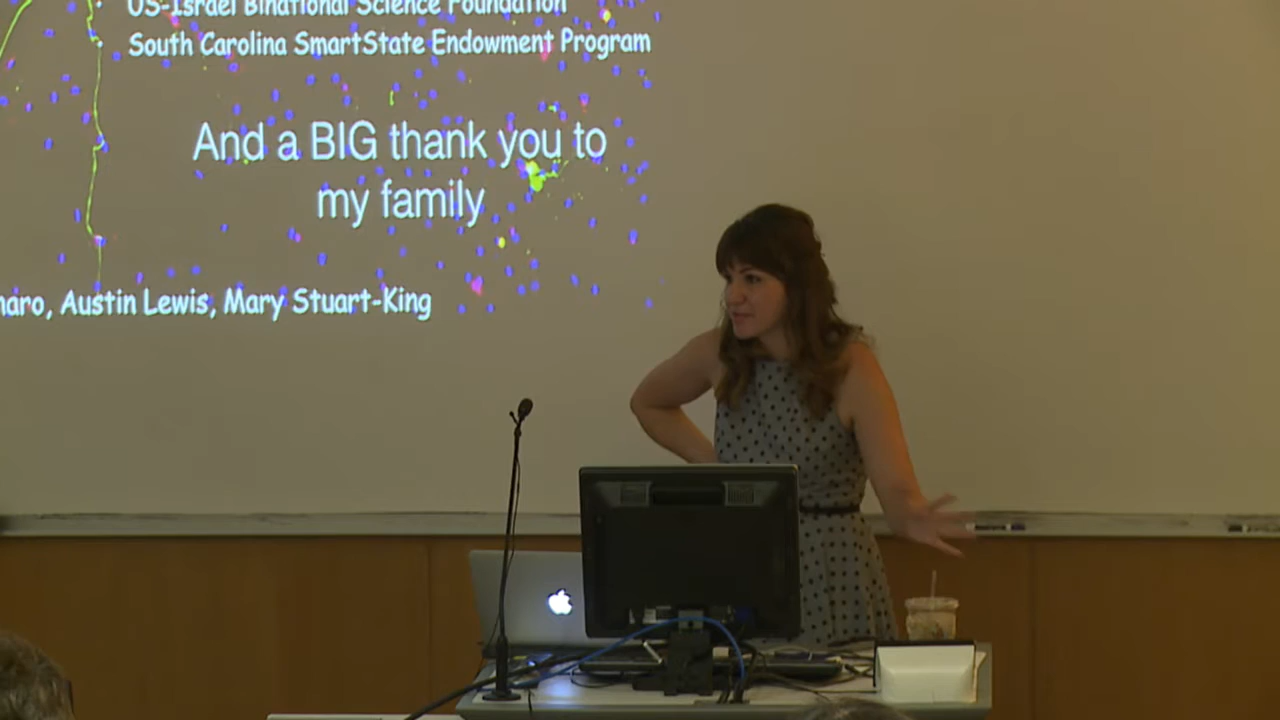 US-Israel Binational Science Foundation
South Carolina SmartState Endowment Program
And a BIG thank you to
my family
Austin Lewis, Mary Stuart-King